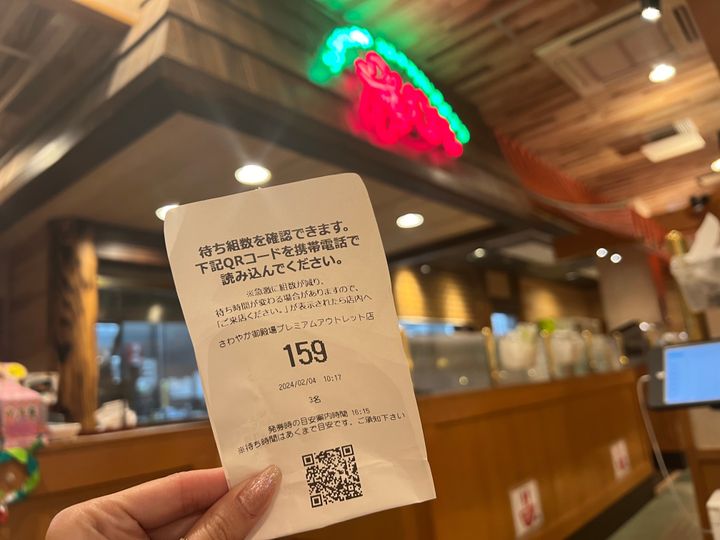 待ち組数を確認できます。
下記QRコードを携帯電話で
読み込んでください。
※急激に組数が減り、
待ち時間が変わる場合がありますので、
「ご来店ください。」が表示されたら店内へ
さわやか御殿場プレミアムアウトレット店
159
2024/02/04 10:17
3名
発券時の目安案内時間 16:15
※待ち時間はあくまで目安です。ご承知下さい